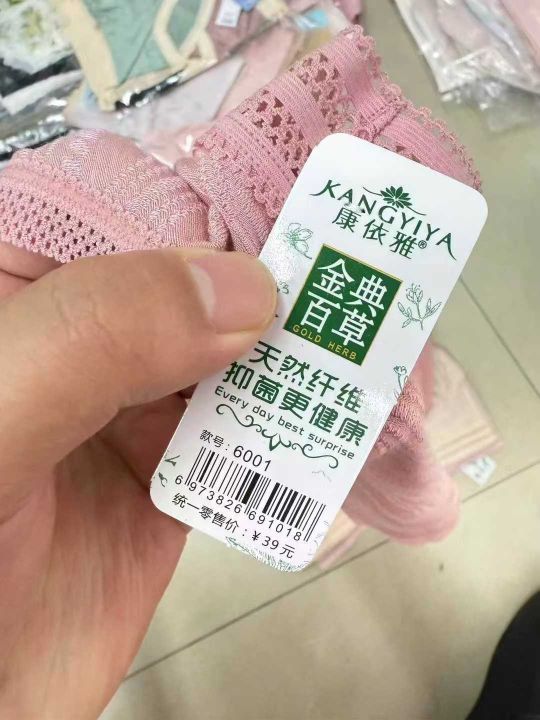 KANGYIYA
康依雅®
金典
百草
GOLD HERB
天然纤维
抑菌更健康
Every day best surprise
款号:6001
6 973826 691018
统一零售价:¥39元